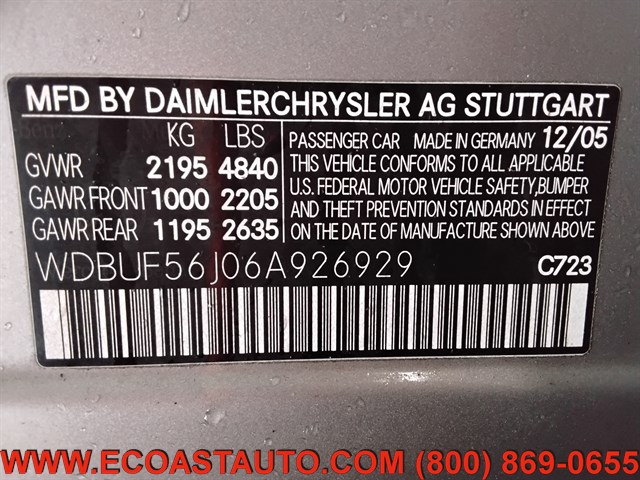 MFD BY DAIMLERCHRYSLER AG STUTTGART
KG LBS
GVWR 2195 4840
GAWR FRONT 1000 2205
GAWR REAR 1195 2635
PASSENGER CAR MADE IN GERMANY 12/05
THIS VEHICLE CONFORMS TO ALL APPLICABLE
U.S. FEDERAL MOTOR VEHICLE SAFETY,BUMPER
AND THEFT PREVENTION STANDARDS IN EFFECT
ON THE DATE OF MANUFACTURE SHOWN ABOVE
WDBUF56J06A926929 C723
WWW.ECOASTAUTO.COM (800) 869-0655